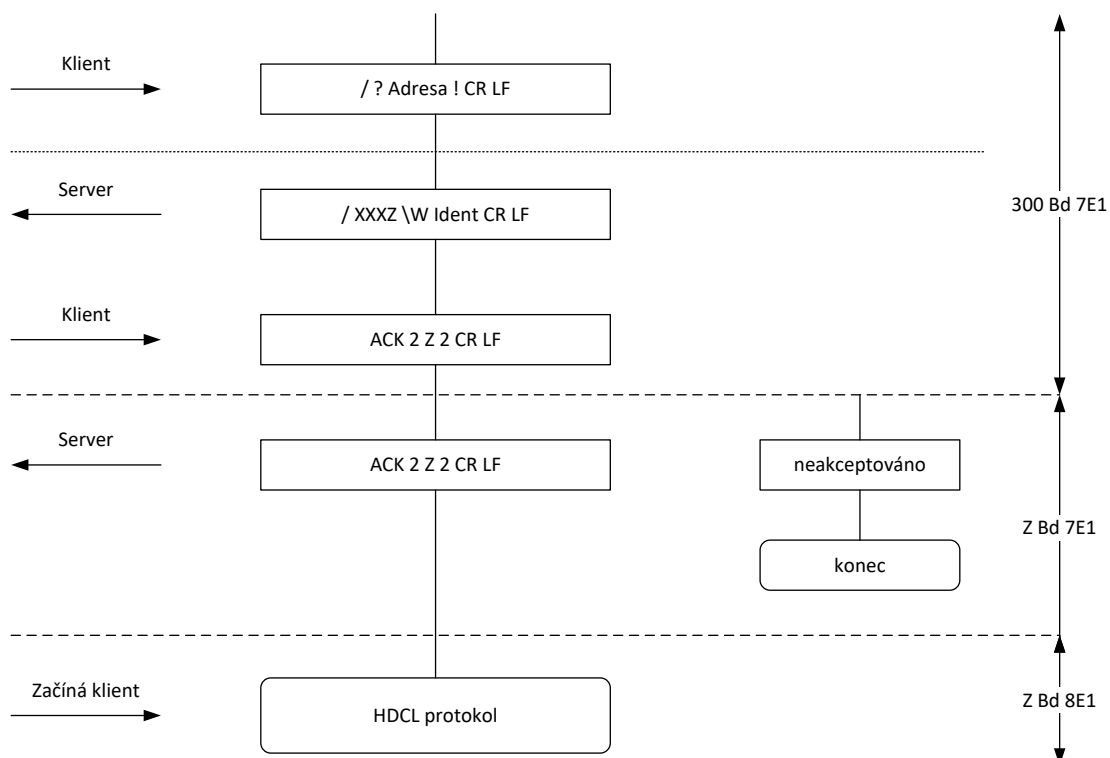 Klient
/ ? Adresa ! CR LF
Server
/ XXXZ \W Ident CR LF
300 Bd 7E1
Klient
ACK 2 Z 2 CR LF
Server
ACK 2 Z 2 CR LF
neakceptováno
Z Bd 7E1
konec
Začíná klient
HDCL protokol
Z Bd 8E1